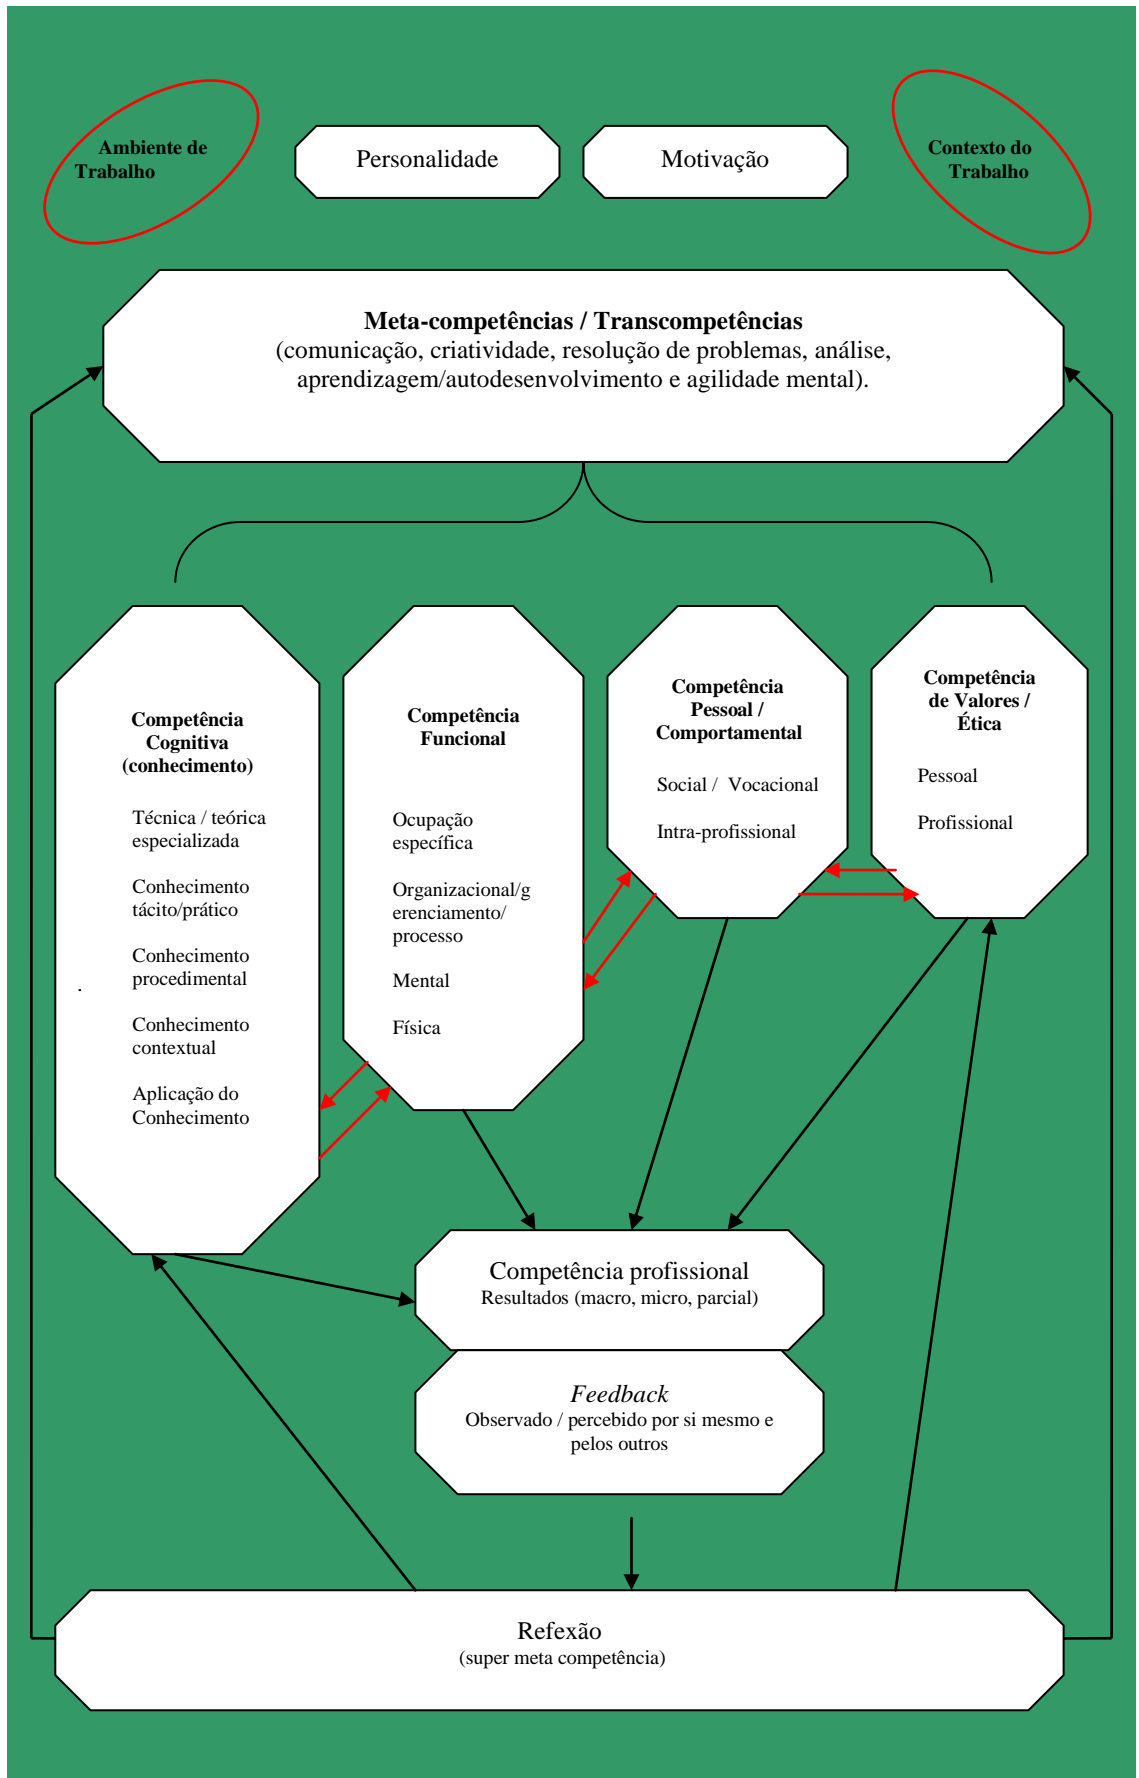 Ambiente de
Trabalho
Personalidade
Motivação
Contexto do
Trabalho
Meta-competências / Transcompetências
(comunicação, criatividade, resolução de problemas, análise,
aprendizagem/autodesenvolvimento e agilidade mental).
Competência
Cognitiva
(conhecimento)
Técnica / teórica
especializada
Conhecimento
tácito/prático
Conhecimento
procedimental
.
Conhecimento
contextual
Aplicação do
Conhecimento
Competência
Funcional
Ocupação
específica
Organizacional/g
erenciamento/
processo
Mental
Física
Competência
Pessoal /
Comportamental
Social / Vocacional
Intra-profissional
Competência
de Valores /
Ética
Pessoal
Profissional
Competência profissional
Resultados (macro, micro, parcial)
Feedback
Observado / percebido por si mesmo e
pelos outros
Refexão
(super meta competência)